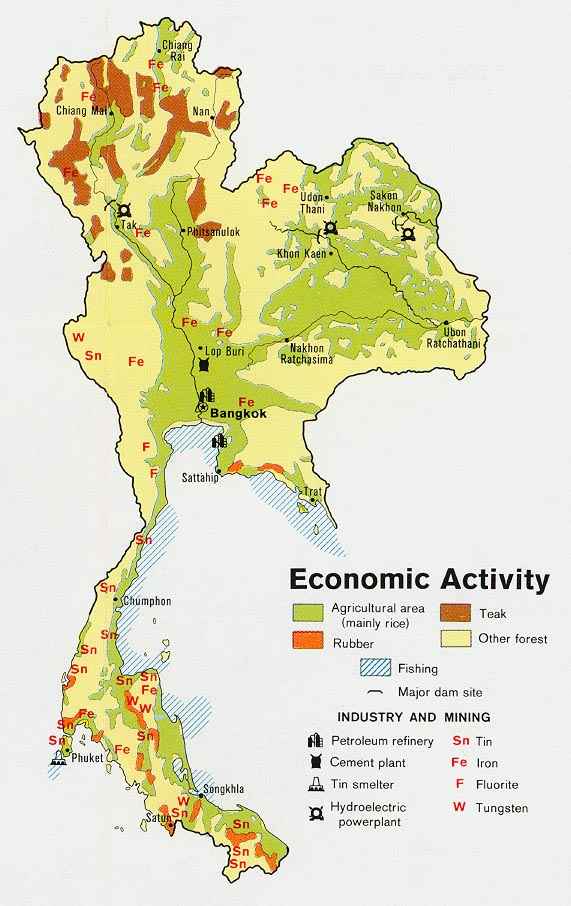 Chiang
Rai
Fe
Fe
Fe
Chiang Mai
Nan
Fe
Fe
Fe
Fe
Udon
Thani
Saken
Nakhon
Tak
Fe
Phitsanulok
Khon Kaen
Fe
Fe
W
Sn
Fe
Lop Buri
Nakhon
Ratchasima
Ubon
Ratchathani
Fe
Bangkok
F
F
Sattahip
Trat
Sn
Sn
Chumphon
Sn
Sn
Sn
Sn
Sn
Fe
W
W
Fe
Sn
Sn
Sn
Fe
Phuket
Songkhla
W
Sn
Satun
Sn
Sn
Sn
Economic Activity
Agricultural area
(mainly rice)
Teak
Rubber
Other forest
Fishing
Major dam site
INDUSTRY AND MINING
Petroleum refinery
Sn Tin
Cement plant
Fe Iron
Tin smelter
F Fluorite
Hydroelectric
powerplant
W Tungsten